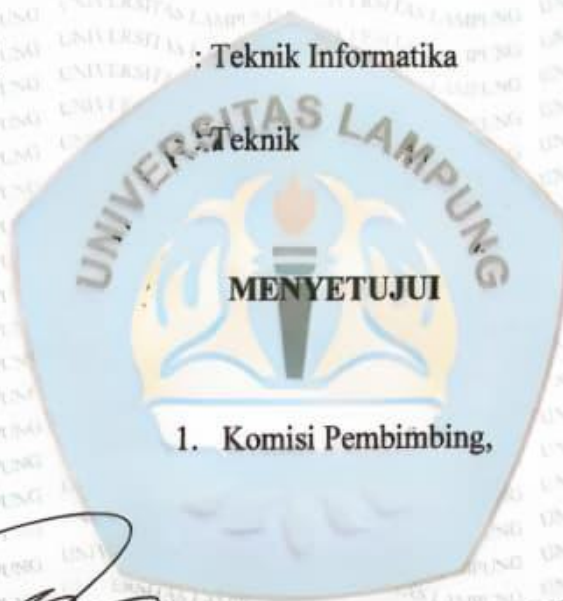 : Teknik Informatika
: Teknik
UNIVERSITAS LAMPUNG
MENYETUJUI
1. Komisi Pembimbing,